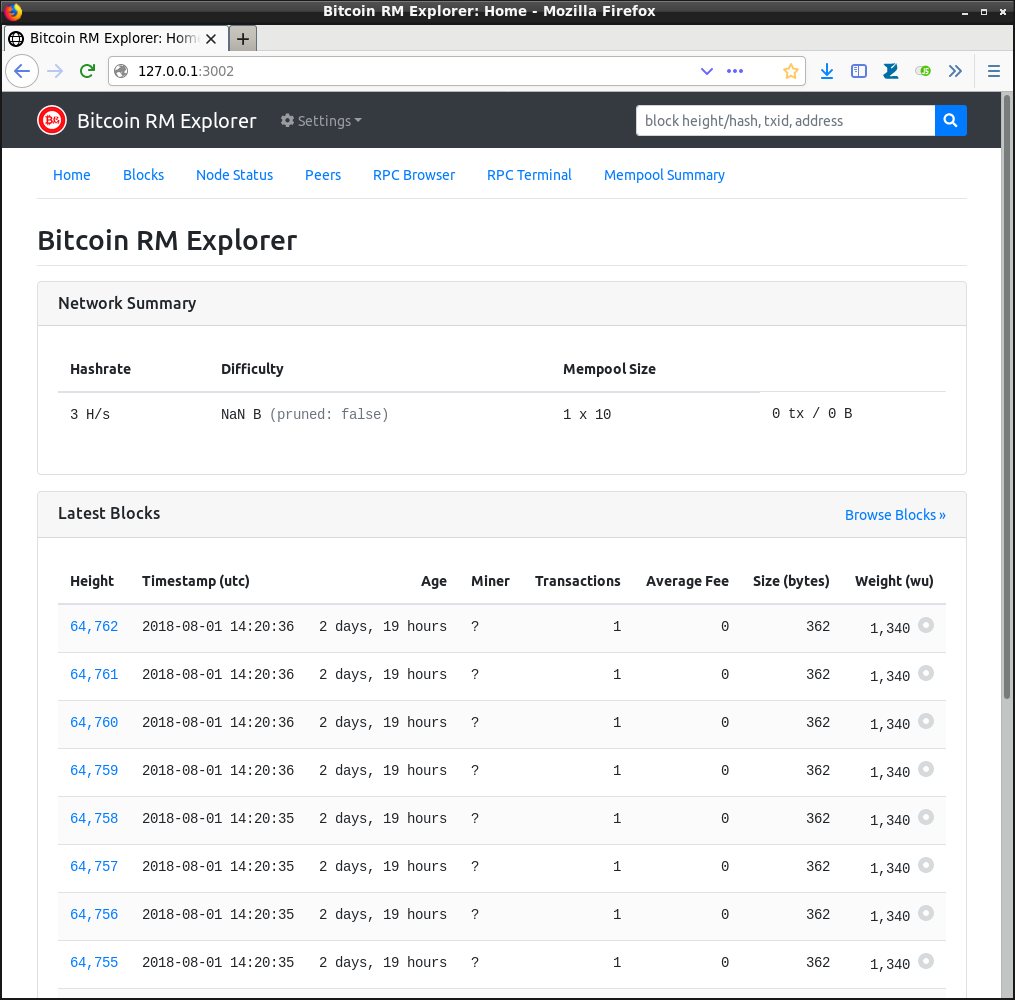 Bitcoin RM Explorer: Home - Mozilla Firefox
Bitcoin RM Explorer: Hom
127.0.0.1:3002
Bitcoin RM Explorer Settings block height/hash, txid, address
Home Blocks Node Status Peers RPC Browser RPC Terminal Mempool Summary
Bitcoin RM Explorer
Network Summary
Hashrate Difficulty Mempool Size
3 H/s NaN B (pruned: false) 1 x 10 0 tx / 0 B
Latest Blocks Browse Blocks »
Height Timestamp (utc) Age Miner Transactions Average Fee Size (bytes) Weight (wu)
64,762 2018-08-01 14:20:36 2 days, 19 hours ? 1 0 362 1,340
64,761 2018-08-01 14:20:36 2 days, 19 hours ? 1 0 362 1,340
64,760 2018-08-01 14:20:36 2 days, 19 hours ? 1 0 362 1,340
64,759 2018-08-01 14:20:36 2 days, 19 hours ? 1 0 362 1,340
64,758 2018-08-01 14:20:35 2 days, 19 hours ? 1 0 362 1,340
64,757 2018-08-01 14:20:35 2 days, 19 hours ? 1 0 362 1,340
64,756 2018-08-01 14:20:35 2 days, 19 hours ? 1 0 362 1,340
64,755 2018-08-01 14:20:35 2 days, 19 hours ? 1 0 362 1,340